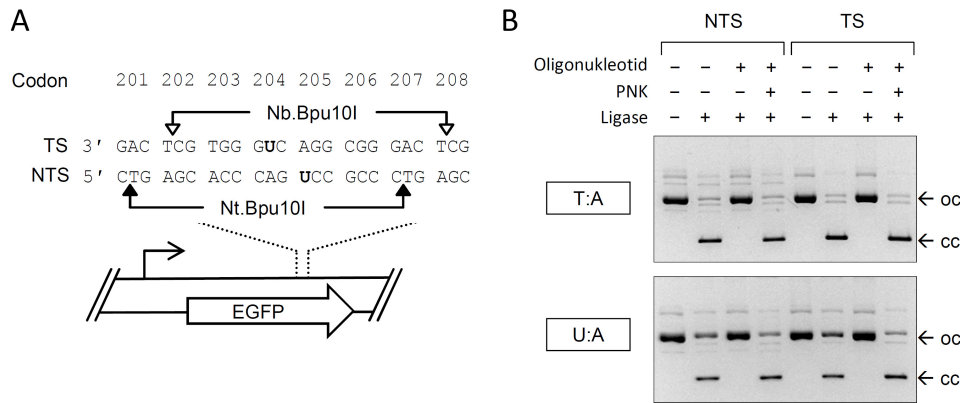 A
Codon 201 202 203 204 205 206 207 208
Nb.Bpu10I
TS 3′ GAC TCG TGG GUC AGG CGG GAC TCG
NTS 5′ CTG AGC ACC CAG UCC GCC CTG AGC
Nt.Bpu10I
EGFP
B
NTS TS
Oligonukleotid – – + + – – + +
PNK – – – + – – – +
Ligase – + + + – + + +
T:A
← oc
← cc
U:A
← oc
← cc